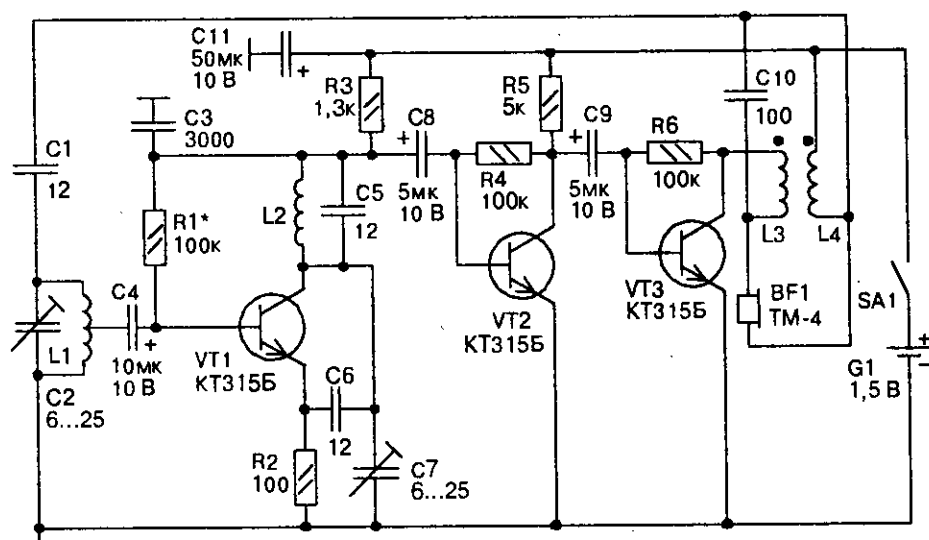 C11
50мк
10 В
+
R3
1,3к
R5
5к
C10
100
C3
3000
C8
+
5мк
10 В
C9
+
5мк
10 В
R6
100к
R4
100к
C1
12
R1*
100к
L2
C5
12
L3
L4
C4
+
10мк
10 В
L1
C2
6...25
VT1
КТ315Б
VT2
КТ315Б
VT3
КТ315Б
BF1
ТМ-4
SA1
+
−
G1
1,5 В
C6
12
R2
100
C7
6...25